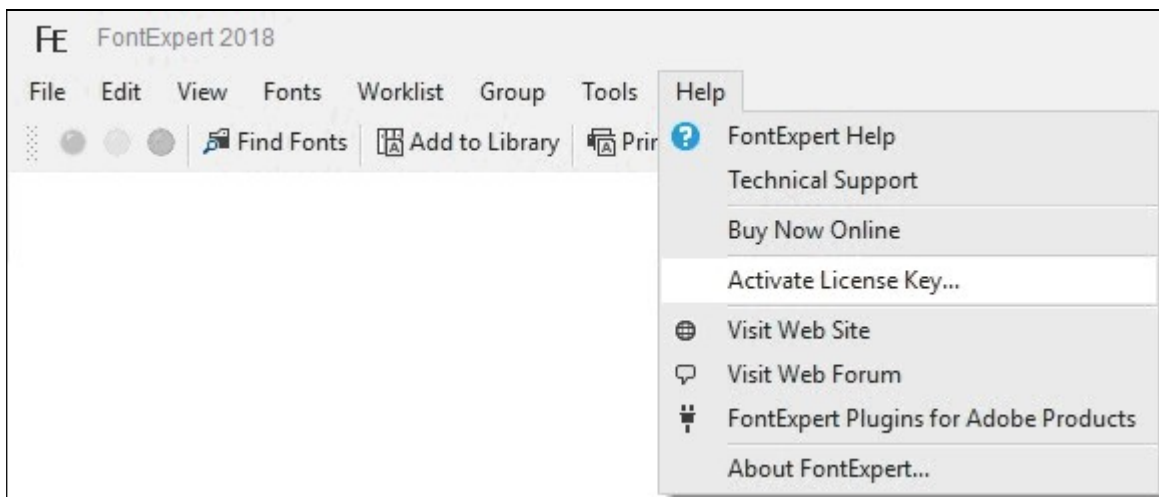 FE FontExpert 2018
File Edit View Fonts Worklist Group Tools Help
Find Fonts Add to Library
FontExpert Help
Technical Support
Buy Now Online
Activate License Key...
Visit Web Site
Visit Web Forum
FontExpert Plugins for Adobe Products
About FontExpert...